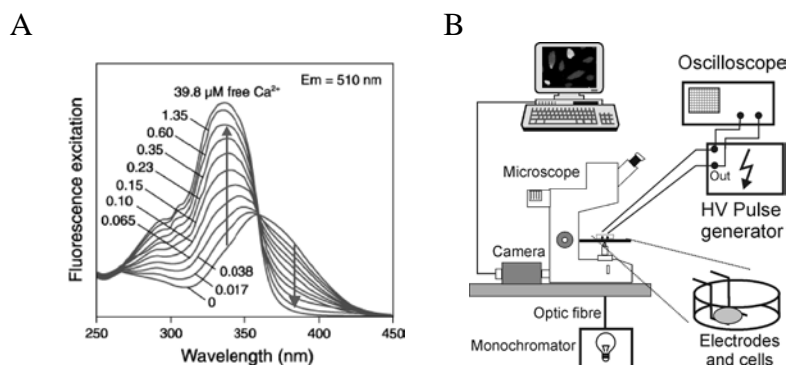 A
39.8 µM free Ca²⁺
Em = 510 nm
1.35
0.60
0.35
0.23
0.15
0.10
0.065
0.038
0.017
0
Fluorescence excitation
250
300
350
400
450
Wavelength (nm)
B
Oscilloscope
Microscope
Out
HV Pulse
generator
Camera
Optic fibre
Monochromator
Electrodes
and cells